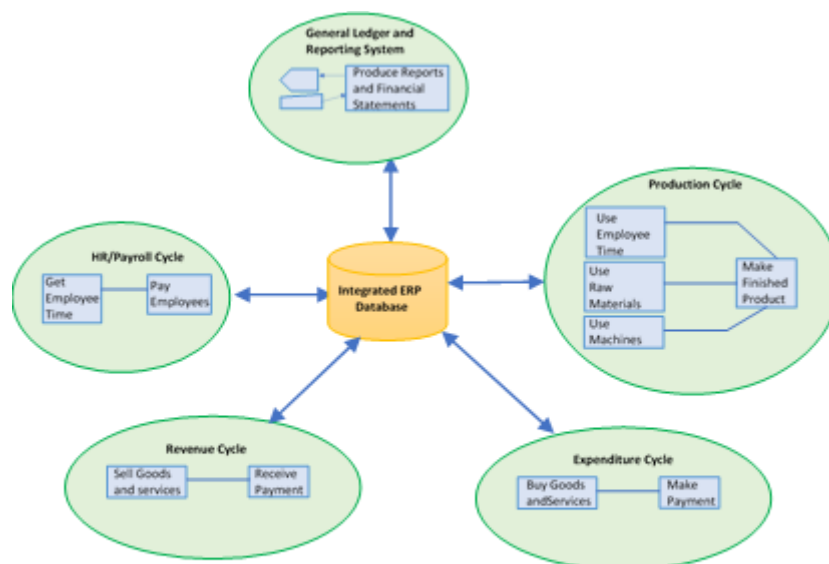 General Ledger and
Reporting System
Produce Reports
and Financial
Statements
Production Cycle
Use
Employee
Time
Use
Raw
Materials
Use
Machines
Make
Finished
Product
HR/Payroll Cycle
Get
Employee
Time
Pay
Employees
Integrated ERP
Database
Revenue Cycle
Sell Goods
and services
Receive
Payment
Expenditure Cycle
Buy Goods
andServices
Make
Payment